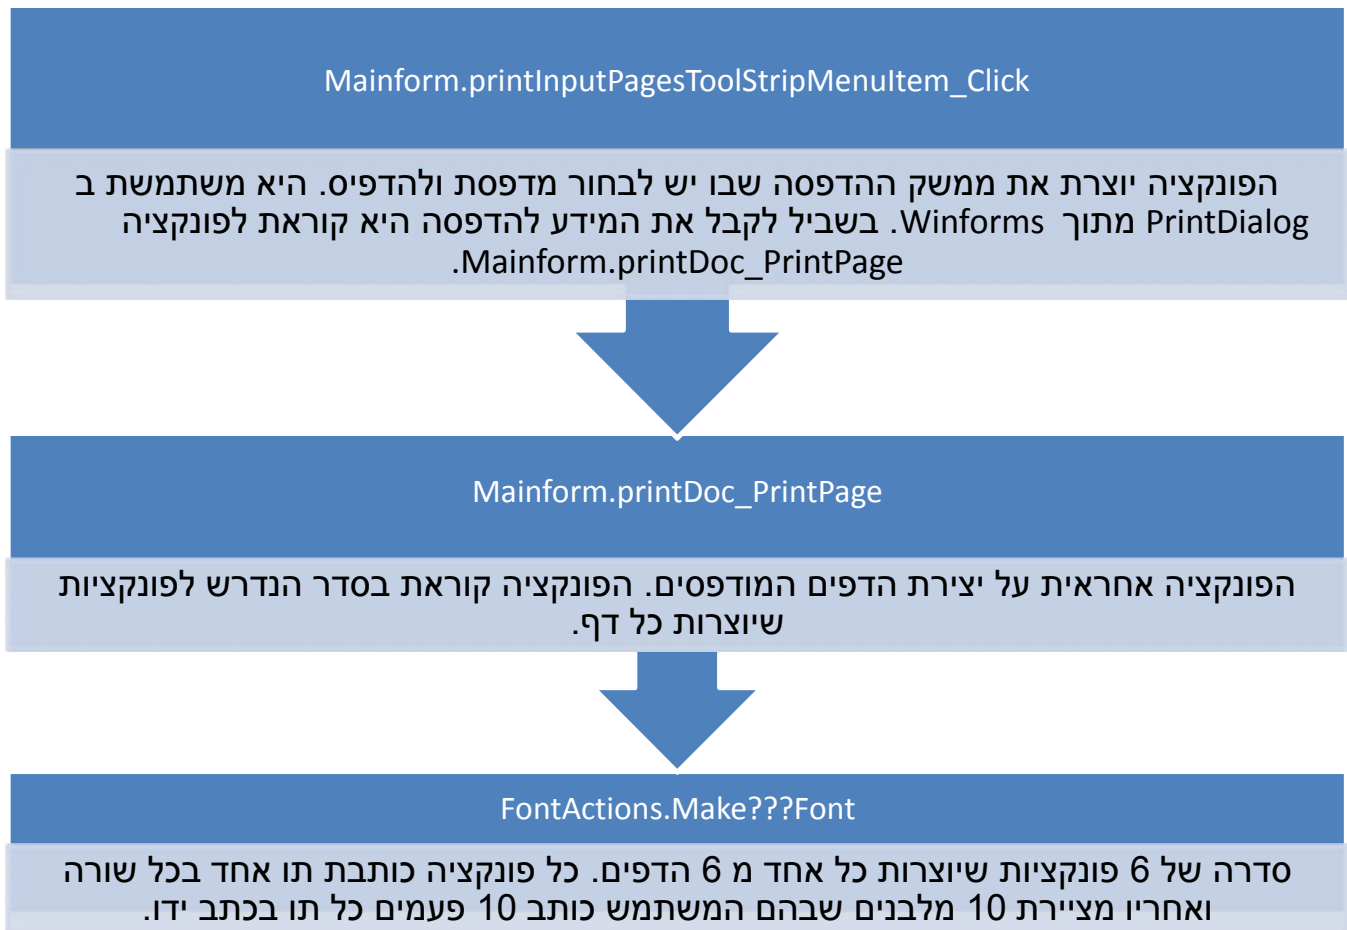 Mainform.printInputPagesToolStripMenuItem_Click
הפונקציה יוצרת את ממשק ההדפסה שבו יש לבחור מדפסת ולהדפיס. היא משתמשת ב
PrintDialog מתוך Winforms. בשביל לקבל את המידע להדפסה היא קוראת לפונקציה
Mainform.printDoc_PrintPage.
Mainform.printDoc_PrintPage
הפונקציה אחראית על יצירת הדפים המודפסים. הפונקציה קוראת בסדר הנדרש לפונקציות
שיוצרות כל דף.
FontActions.Make???Font
סדרה של 6 פונקציות שיוצרות כל אחד מ 6 הדפים. כל פונקציה כותבת תו אחד בכל שורה
ואחריו מציירת 10 מלבנים שבהם המשתמש כותב 10 פעמים כל תו בכתב ידו.